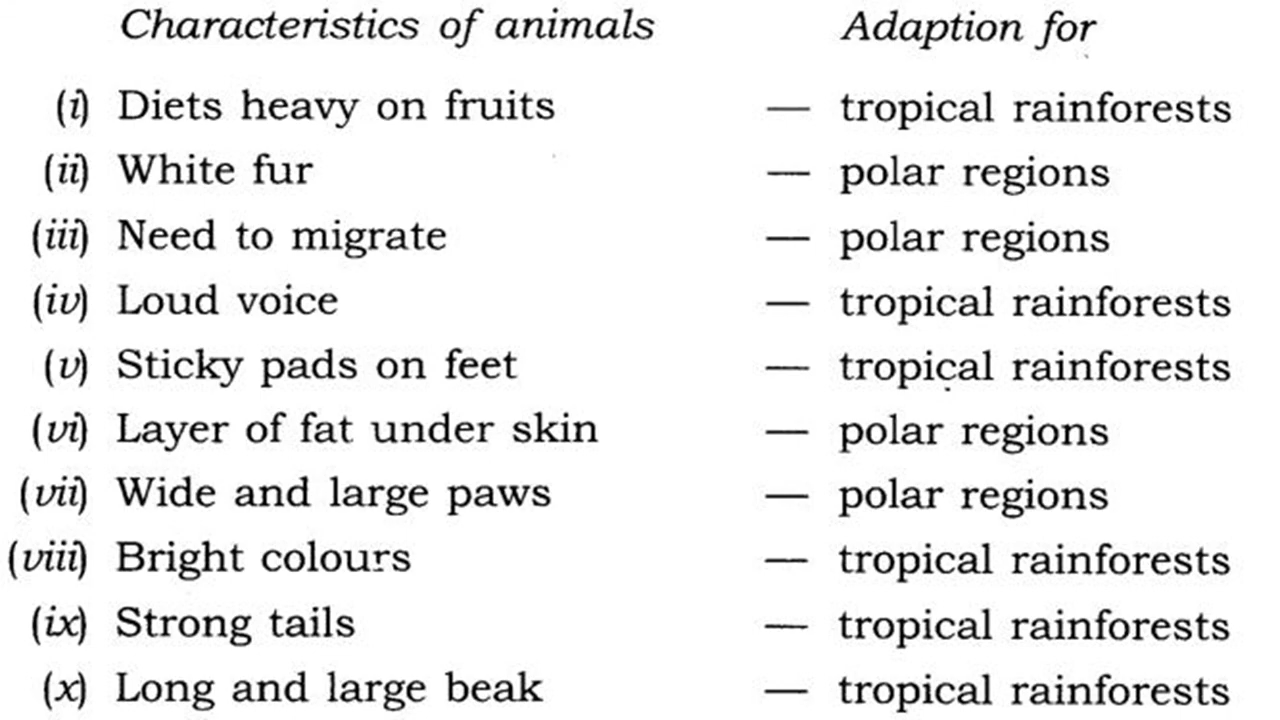 Characteristics of animals Adaption for
(i) Diets heavy on fruits — tropical rainforests
(ii) White fur — polar regions
(iii) Need to migrate — polar regions
(iv) Loud voice — tropical rainforests
(v) Sticky pads on feet — tropical rainforests
(vi) Layer of fat under skin — polar regions
(vii) Wide and large paws — polar regions
(viii) Bright colours — tropical rainforests
(ix) Strong tails — tropical rainforests
(x) Long and large beak — tropical rainforests